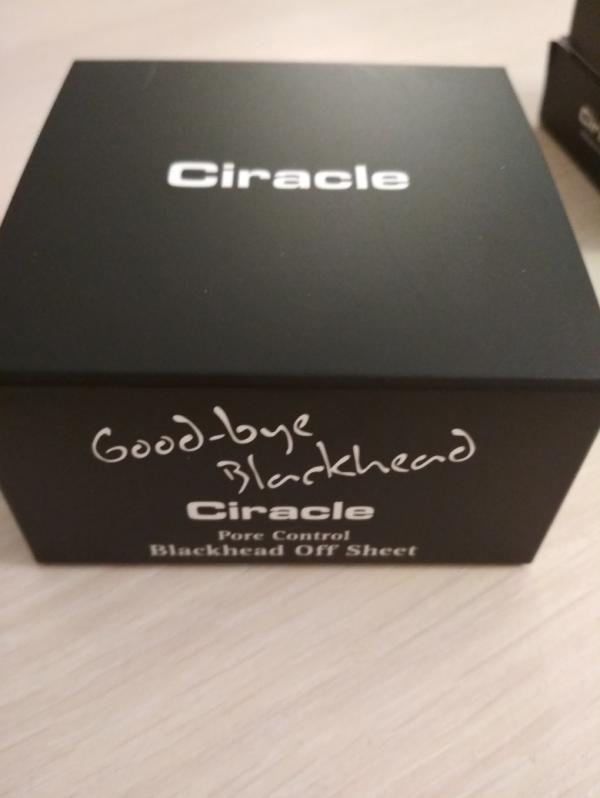 Ciracle
Good-bye
Blackhead
Ciracle
Pore Control
Blackhead Off Sheet